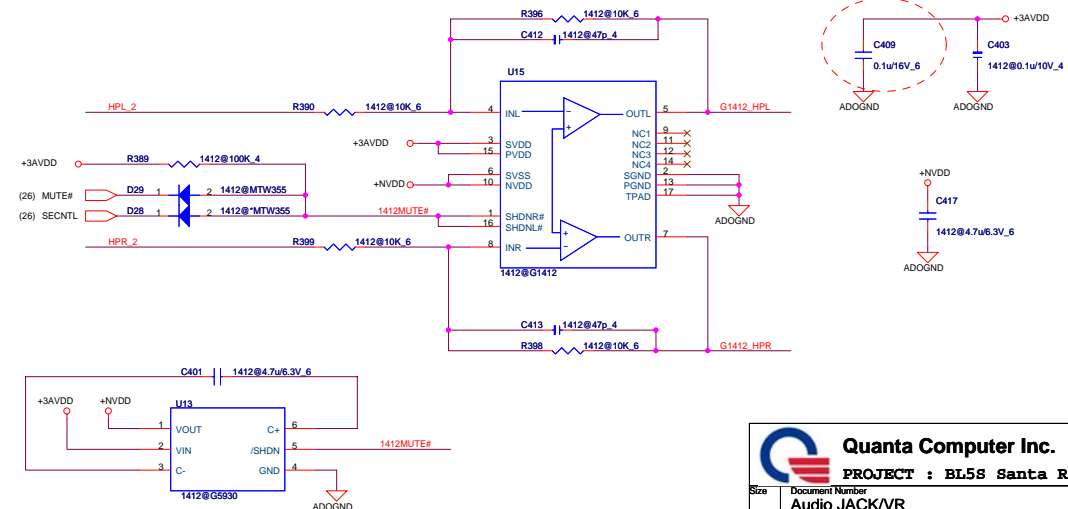 R396 1412@10K_6
C412 1412@47p_4
+3AVDD
C409
0.1u/16V_6
C403
1412@0.1u/10V_4
ADOGND ADOGND
U15
HPL_2 R390 1412@10K_6 4 INL OUTL 5 G1412_HPL
+3AVDD 3 SVDD
15 PVDD
NC1 9
NC2 11
NC3 12
NC4 14
+3AVDD R389 1412@100K_4
+NVDD 6 SVSS
10 NVDD
SGND 2
PGND 13
TPAD 17
ADOGND
(26) MUTE# D29 1 2 1412@MTW355
(26) SECNTL D28 1 2 1412@*MTW355
1412MUTE# 1 SHDNR#
16 SHDNL#
HPR_2 R399 1412@10K_6 8 INR OUTR 7
1412@G1412
+NVDD
C417
1412@4.7u/6.3V_6
ADOGND
C413 1412@47p_4
R398 1412@10K_6 G1412_HPR
C401 1412@4.7u/6.3V_6
+3AVDD +NVDD
U13
1 VOUT C+ 6
2 VIN /SHDN 5 1412MUTE#
3 C- GND 4
1412@G5930
ADOGND
Quanta Computer Inc.
PROJECT : BL5S Santa R
Size Document Number
Audio JACK/VR